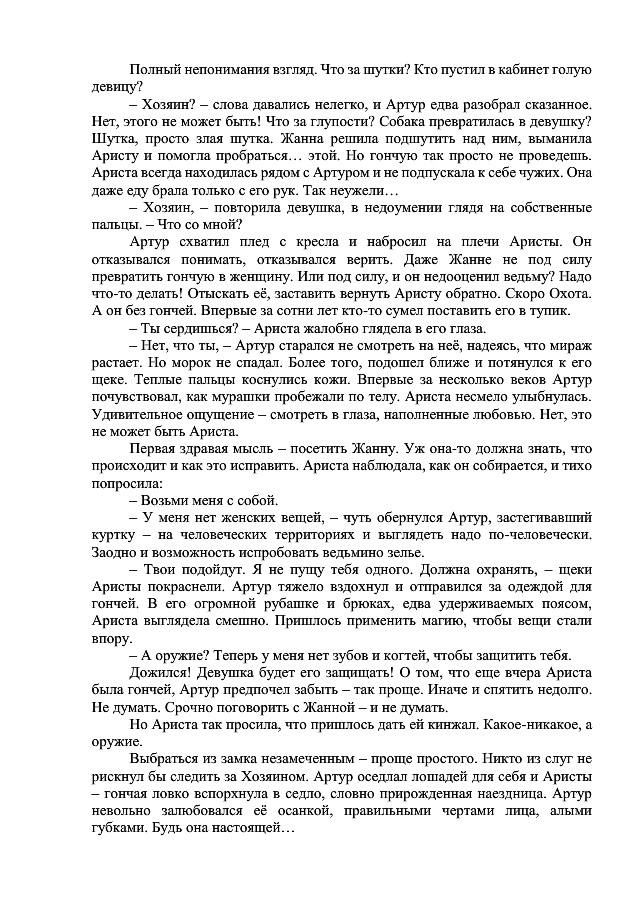 Полный непонимания взгляд. Что за шутки? Кто пустил в кабинет голую
девицу?
– Хозяин? – слова давались нелегко, и Артур едва разобрал сказанное.
Нет, этого не может быть! Что за глупости? Собака превратилась в девушку?
Шутка, просто злая шутка. Жанна решила подшутить над ним, выманила
Аристу и помогла пробраться… этой. Но гончую так просто не проведешь.
Ариста всегда находилась рядом с Артуром и не подпускала к себе чужих. Она
даже еду брала только с его рук. Так неужели…
– Хозяин, – повторила девушка, в недоумении глядя на собственные
пальцы. – Что со мной?
Артур схватил плед с кресла и набросил на плечи Аристы. Он
отказывался понимать, отказывался верить. Даже Жанне не под силу
превратить гончую в женщину. Или под силу, и он недооценил ведьму? Надо
что-то делать! Отыскать её, заставить вернуть Аристу обратно. Скоро Охота.
А он без гончей. Впервые за сотни лет кто-то сумел поставить его в тупик.
– Ты сердишься? – Ариста жалобно глядела в его глаза.
– Нет, что ты, – Артур старался не смотреть на неё, надеясь, что мираж
растает. Но морок не спадал. Более того, подошел ближе и потянулся к его
щеке. Теплые пальцы коснулись кожи. Впервые за несколько веков Артур
почувствовал, как мурашки пробежали по телу. Ариста несмело улыбнулась.
Удивительное ощущение – смотреть в глаза, наполненные любовью. Нет, это
не может быть Ариста.
Первая здравая мысль – посетить Жанну. Уж она-то должна знать, что
происходит и как это исправить. Ариста наблюдала, как он собирается, и тихо
попросила:
– Возьми меня с собой.
– У меня нет женских вещей, – чуть обернулся Артур, застегивавший
куртку – на человеческих территориях и выглядеть надо по-человечески.
Заодно и возможность испробовать ведьмино зелье.
– Твои подойдут. Я не пущу тебя одного. Должна охранять, – щеки
Аристы покраснели. Артур тяжело вздохнул и отправился за одеждой для
гончей. В его огромной рубашке и брюках, едва удерживаемых поясом,
Ариста выглядела смешно. Пришлось применить магию, чтобы вещи стали
впору.
– А оружие? Теперь у меня нет зубов и когтей, чтобы защитить тебя.
Дожился! Девушка будет его защищать! О том, что еще вчера Ариста
была гончей, Артур предпочел забыть – так проще. Иначе и спятить недолго.
Не думать. Срочно поговорить с Жанной – и не думать.
Но Ариста так просила, что пришлось дать ей кинжал. Какое-никакое, а
оружие.
Выбраться из замка незамеченным – проще простого. Никто из слуг не
рискнул бы следить за Хозяином. Артур оседлал лошадей для себя и Аристы
– гончая ловко вспорхнула в седло, словно прирожденная наездница. Артур
невольно залюбовался её осанкой, правильными чертами лица, алыми
губками. Будь она настоящей…